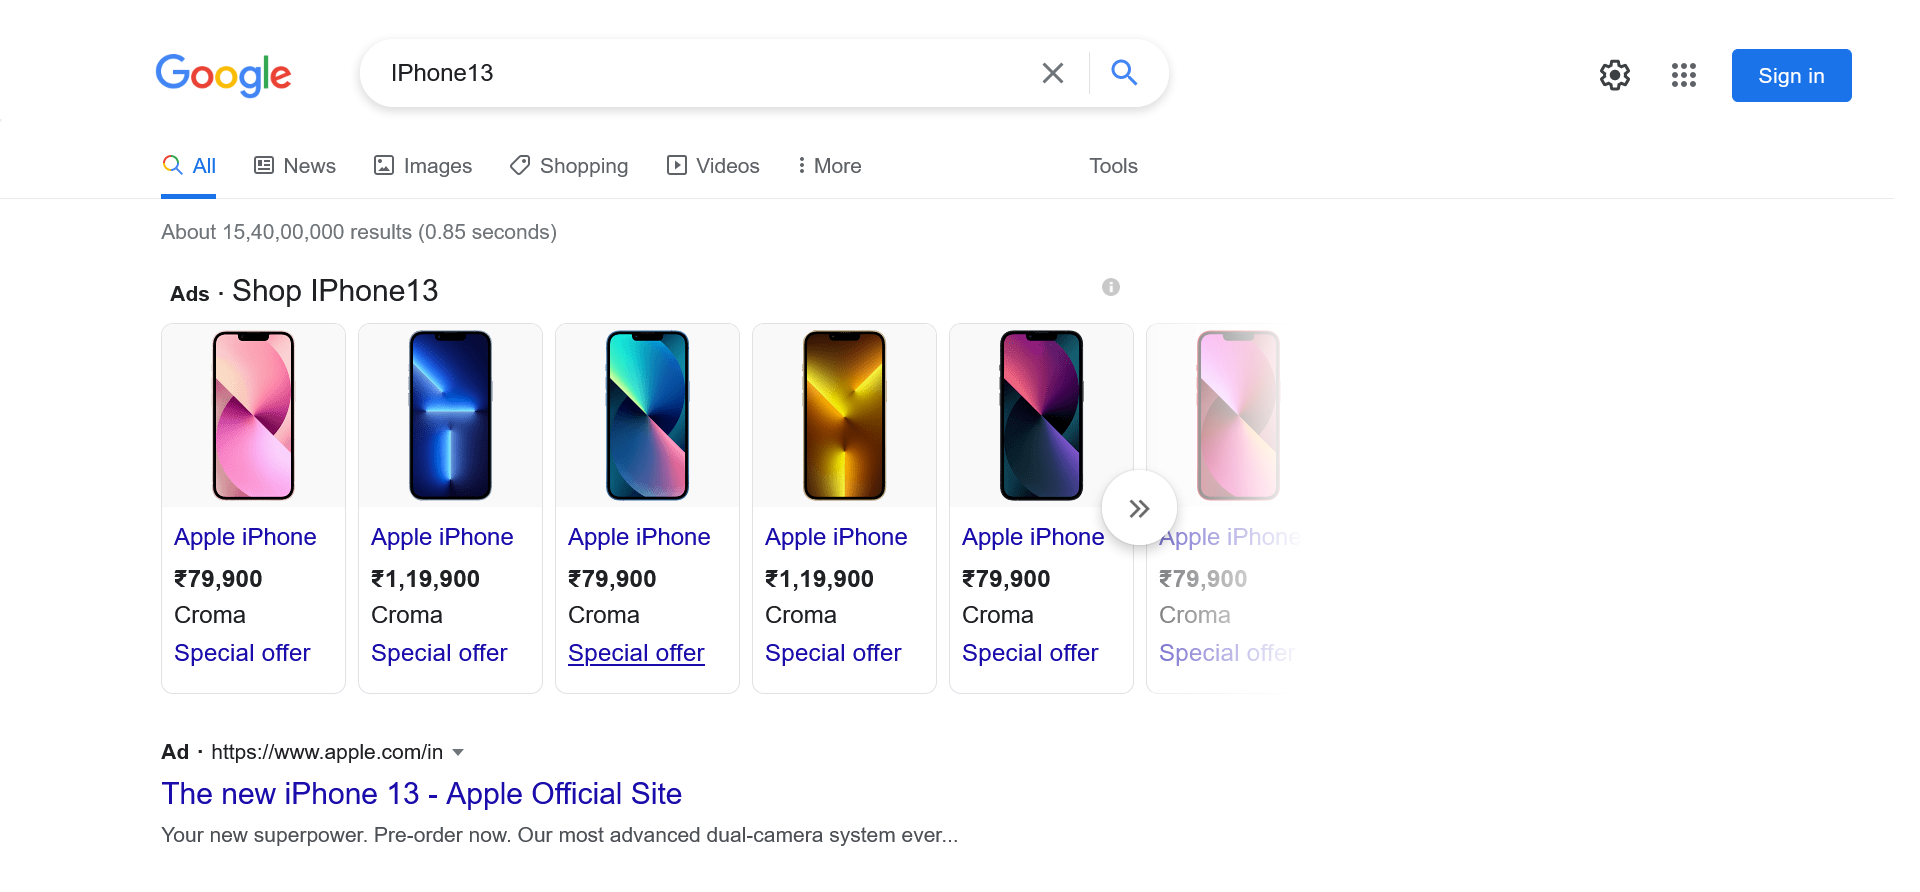 Google
IPhone13
Sign in
All News Images Shopping Videos More Tools
About 15,40,00,000 results (0.85 seconds)
Ads · Shop IPhone13
Apple iPhone Apple iPhone Apple iPhone Apple iPhone Apple iPhone Apple iPhone
₹79,900 ₹1,19,900 ₹79,900 ₹1,19,900 ₹79,900 ₹79,900
Croma Croma Croma Croma Croma Croma
Special offer Special offer Special offer Special offer Special offer Special offer
Ad · https://www.apple.com/in
The new iPhone 13 - Apple Official Site
Your new superpower. Pre-order now. Our most advanced dual-camera system ever...